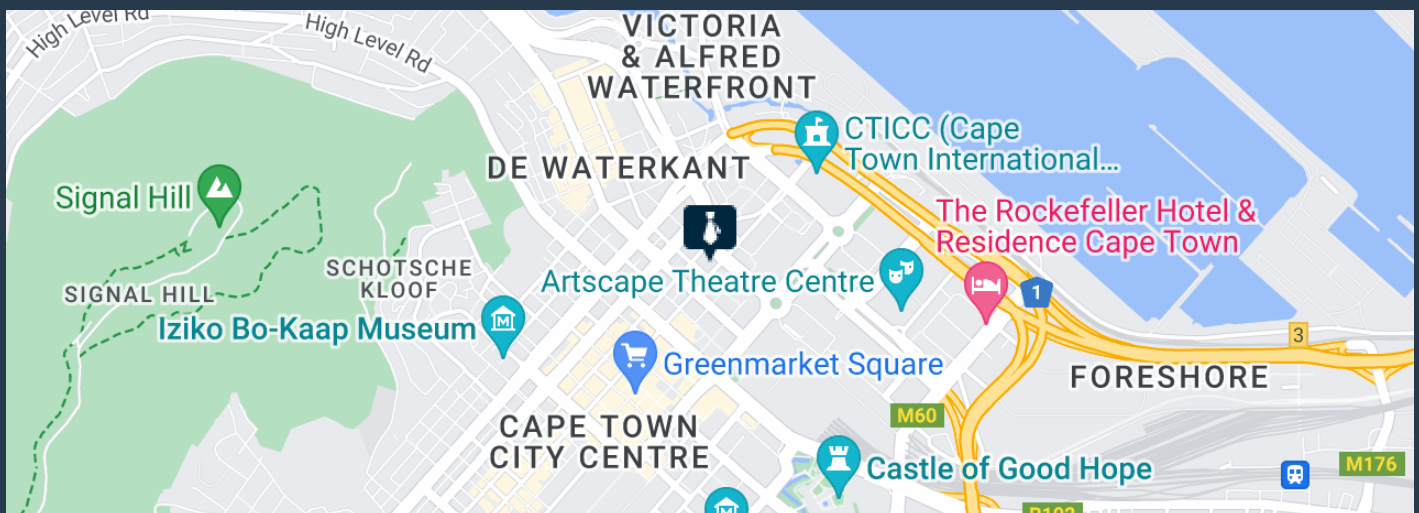 High Level Rd
High Level Rd
VICTORIA
& ALFRED
WATERFRONT
CTICC (Cape
Town International...
DE WATERKANT
Signal Hill
The Rockefeller Hotel &
Residence Cape Town
SCHOTSCHE
KLOOF
Artscape Theatre Centre
SIGNAL HILL
1
Iziko Bo-Kaap Museum
3
Greenmarket Square
FORESHORE
M60
CAPE TOWN
CITY CENTRE
Castle of Good Hope
M176
R102